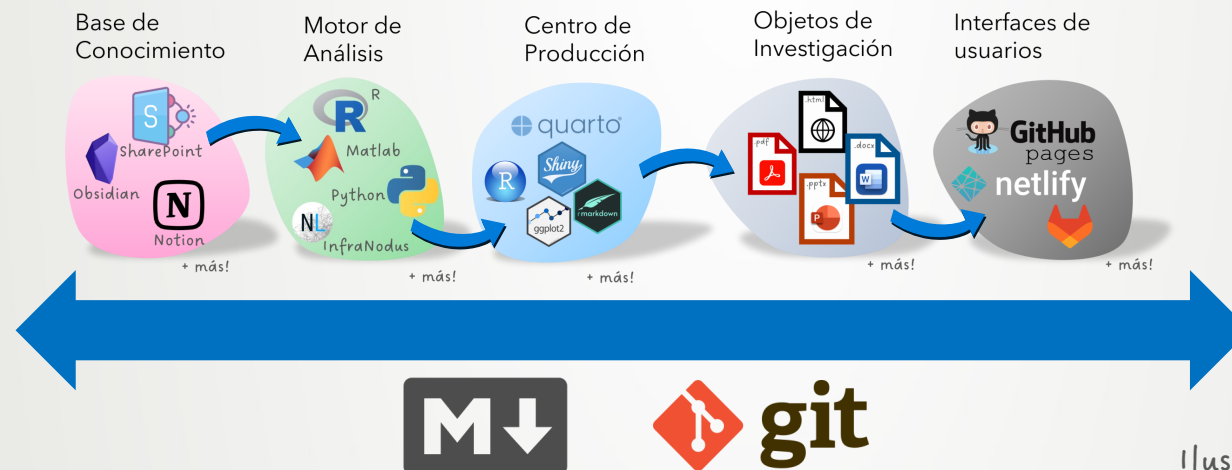 Base de
Conocimiento
Motor de
Análisis
Centro de
Producción
Objetos de
Investigación
Interfaces de
usuarios
S
SharePoint
Obsidian
N
Notion
+ más!
R
R
Matlab
Python
NL
InfraNodus
+ más!
quarto
R
Shiny
ggplot2
rmarkdown
+ más!
.html
.pdf
.docx
W
.pptx
P
+ más!
GitHub
pages
netlify
+ más!
M
git
Ilus